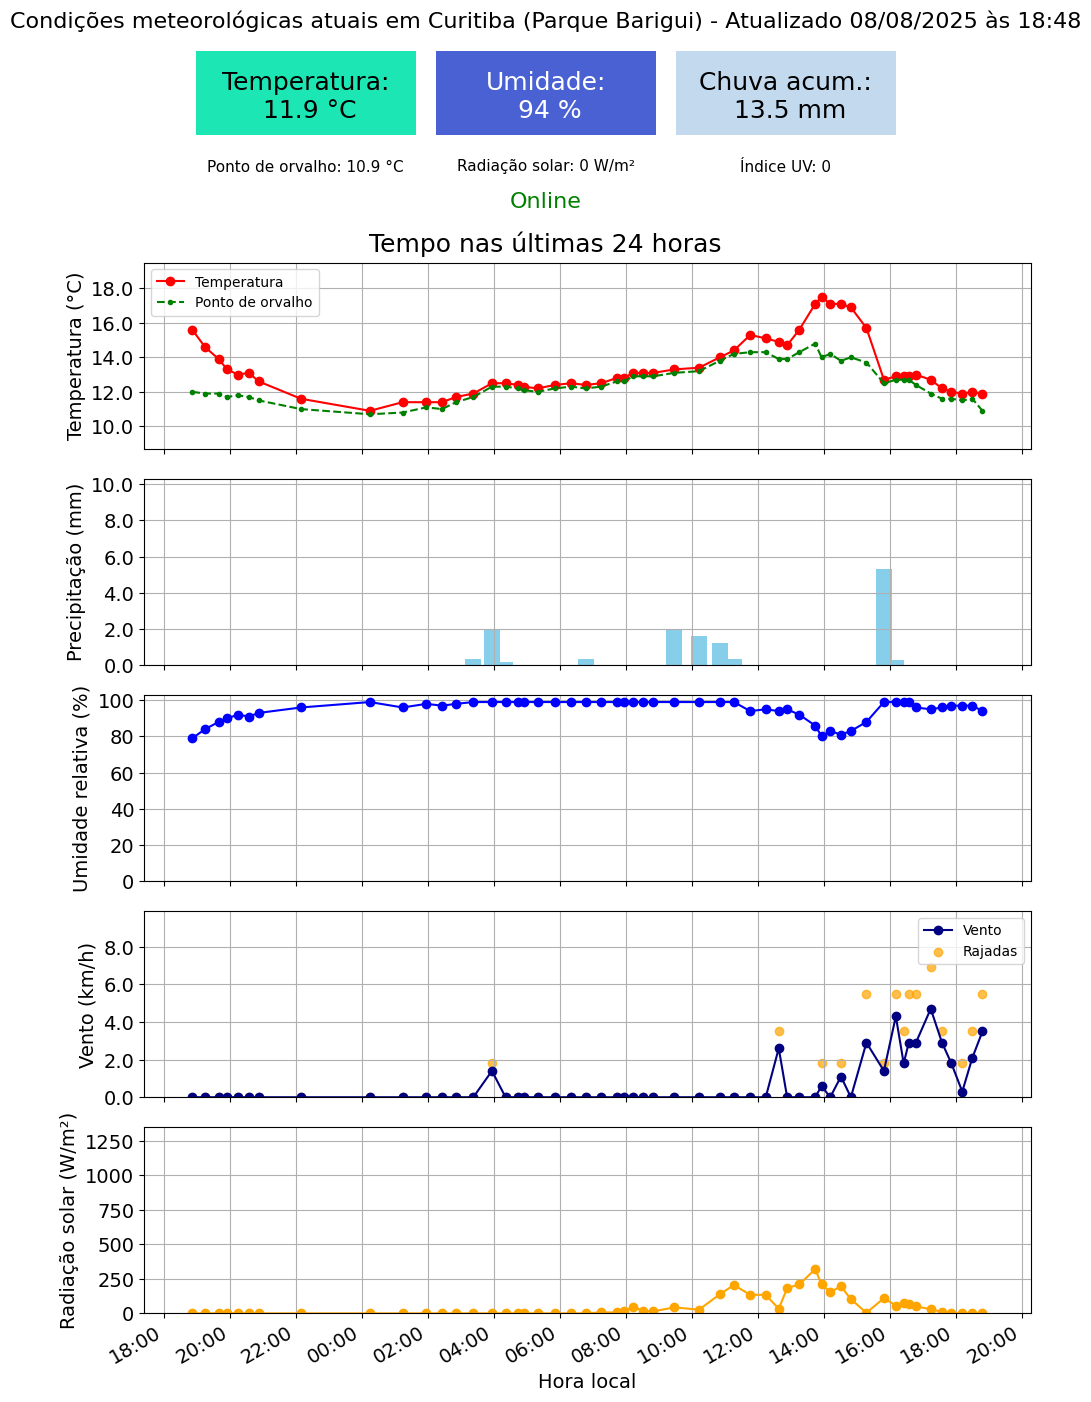 Condições meteorológicas atuais em Curitiba (Parque Barigui) - Atualizado 08/08/2025 às 18:48
Temperatura:
11.9 °C
Umidade:
94 %
Chuva acum.:
13.5 mm
Ponto de orvalho: 10.9 °C
Radiação solar: 0 W/m²
Índice UV: 0
Online
Tempo nas últimas 24 horas
Temperatura (°C)
18.0
16.0
14.0
12.0
10.0
Temperatura
Ponto de orvalho
Precipitação (mm)
10.0
8.0
6.0
4.0
2.0
0.0
Umidade relativa (%)
100
80
60
40
20
0
Vento (km/h)
8.0
6.0
4.0
2.0
0.0
Vento
Rajadas
Radiação solar (W/m²)
1250
1000
750
500
250
0
18:00
20:00
22:00
00:00
02:00
04:00
06:00
08:00
10:00
12:00
14:00
16:00
18:00
20:00
Hora local